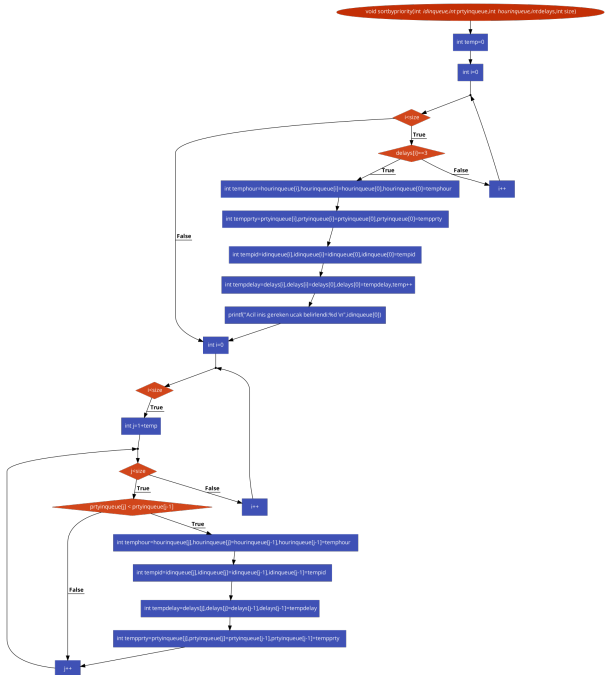 void sortbypriority(int idinqueue,int prtyinqueue,int hourinqueue,int delays,int size)
int temp=0
int i=0
i<size
True
delays[i]==3
True
False
int temphour=hourinqueue[i],hourinqueue[i]=hourinqueue[0],hourinqueue[0]=temphour
i++
int tempprty=prtyinqueue[i],prtyinqueue[i]=prtyinqueue[0],prtyinqueue[0]=tempprty
False
int tempid=idinqueue[i],idinqueue[i]=idinqueue[0],idinqueue[0]=tempid
int tempdelay=delays[i],delays[i]=delays[0],delays[0]=tempdelay,temp++
printf("Acil inis gereken ucak belirlendi:%d \n",idinqueue[0])
int i=0
i<size
True
int j=1+temp
j<size
True
False
prtyinqueue[j] < prtyinqueue[j-1]
i++
True
int temphour=hourinqueue[j],hourinqueue[j]=hourinqueue[j-1],hourinqueue[j-1]=temphour
int tempid=idinqueue[j],idinqueue[j]=idinqueue[j-1],idinqueue[j-1]=tempid
False
int tempdelay=delays[j],delays[j]=delays[j-1],delays[j-1]=tempdelay
int tempprty=prtyinqueue[j],prtyinqueue[j]=prtyinqueue[j-1],prtyinqueue[j-1]=tempprty
j++